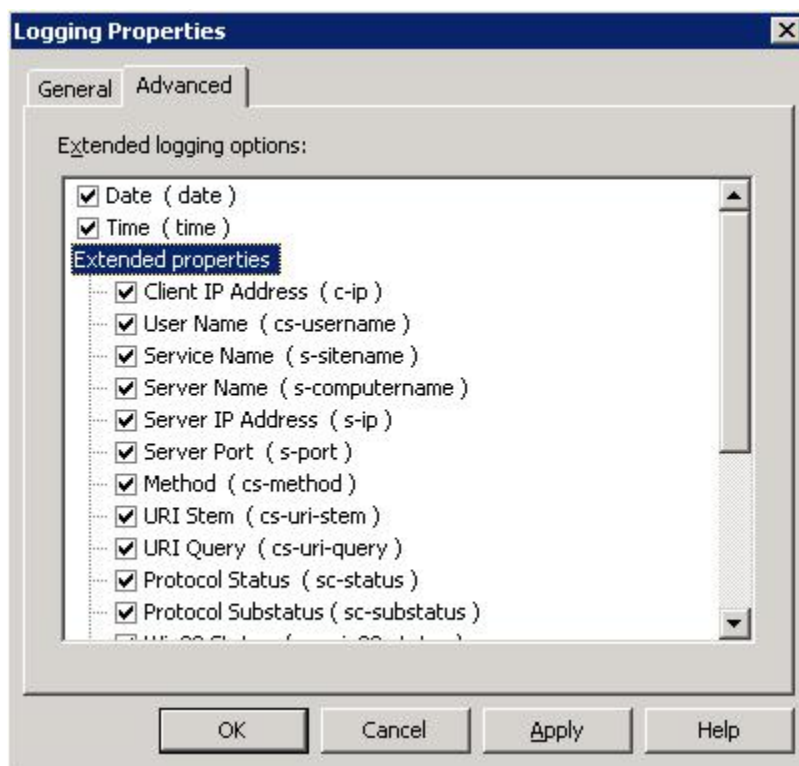 Logging Properties
General Advanced
Extended logging options:
Date ( date )
Time ( time )
Extended properties
Client IP Address ( c-ip )
User Name ( cs-username )
Service Name ( s-sitename )
Server Name ( s-computername )
Server IP Address ( s-ip )
Server Port ( s-port )
Method ( cs-method )
URI Stem ( cs-uri-stem )
URI Query ( cs-uri-query )
Protocol Status ( sc-status )
Protocol Substatus ( sc-substatus )
OK Cancel Apply Help